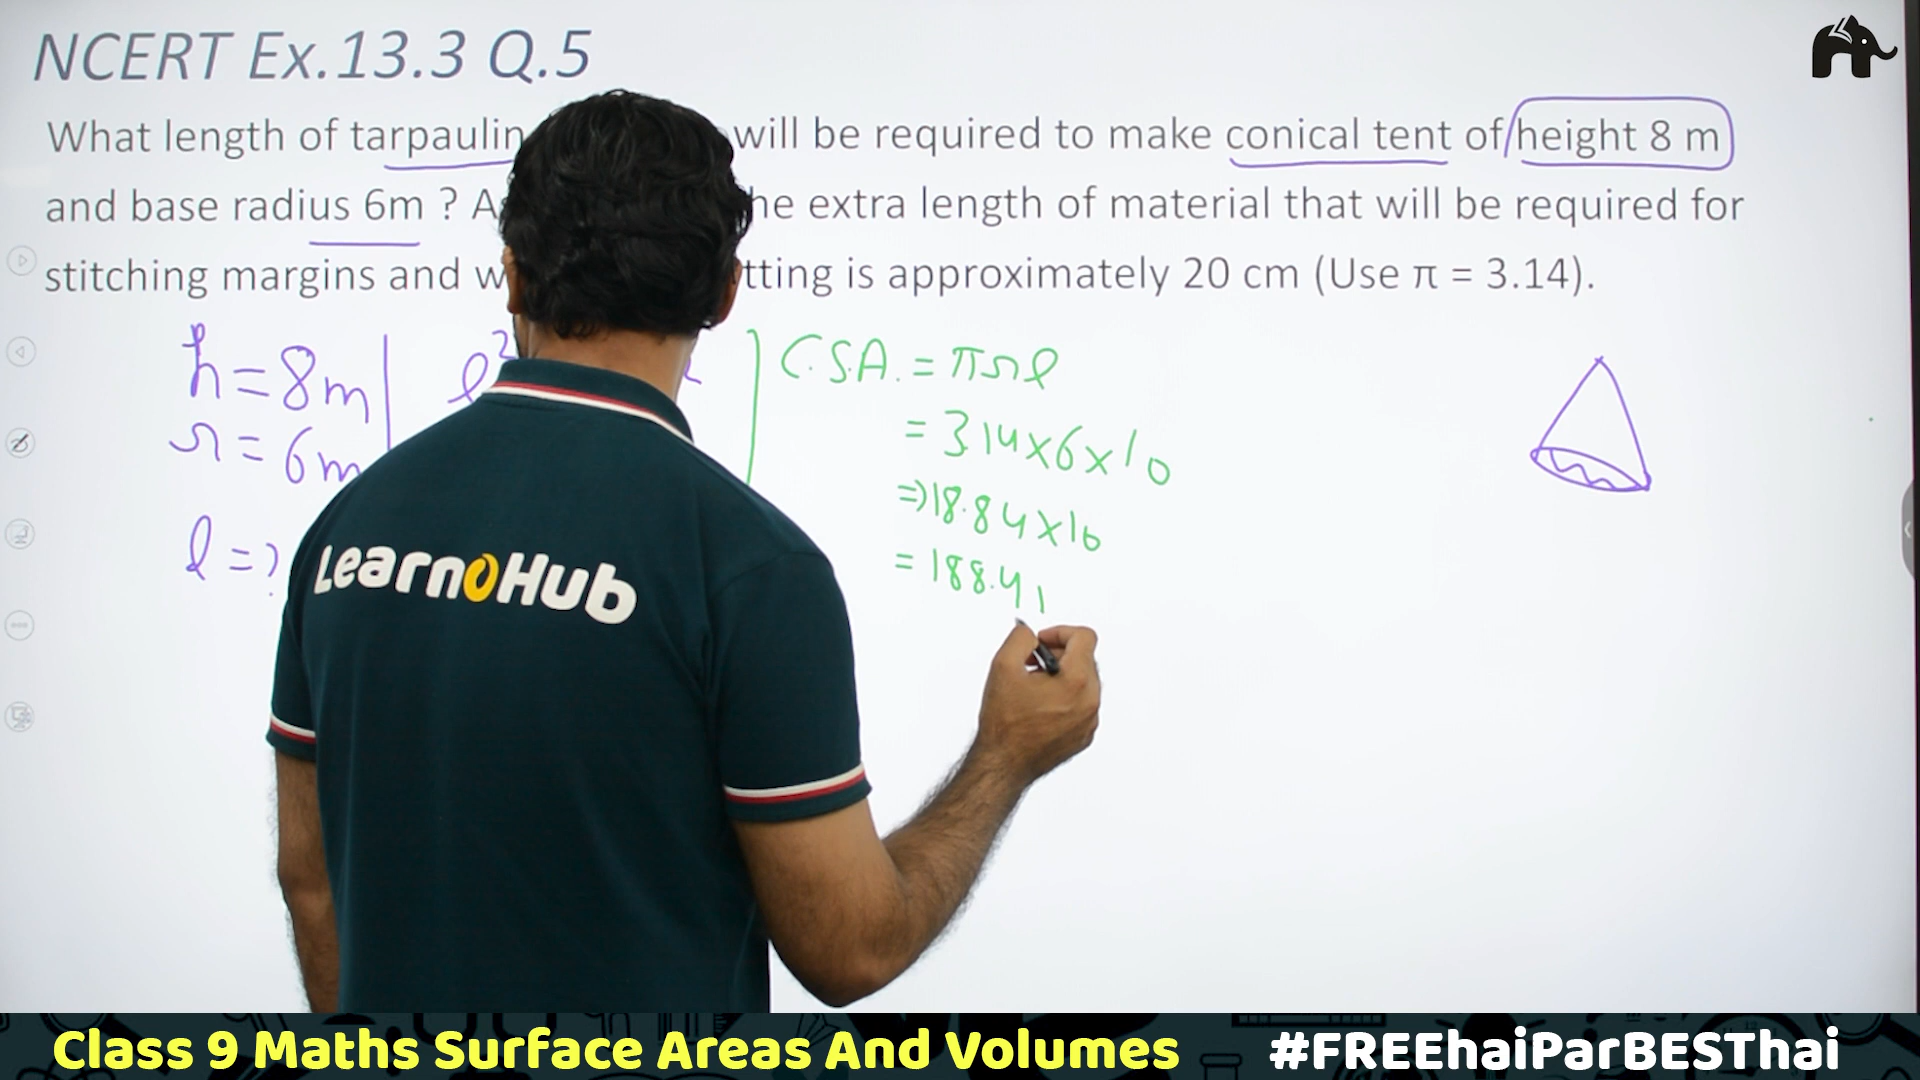 NCERT Ex.13.3 Q.5
What length of tarpaulin will be required to make conical tent of height 8 m
and base radius 6m ? As he extra length of material that will be required for
stitching margins and w tting is approximately 20 cm (Use π = 3.14).
h = 8m
r = 6m
l = ?
l²
C.S.A. = πrl
= 3 14 x 6 x 10
=> 18.84 x 10
= 188.4
LearnoHub
Class 9 Maths Surface Areas And Volumes #FREEhaiParBESThai